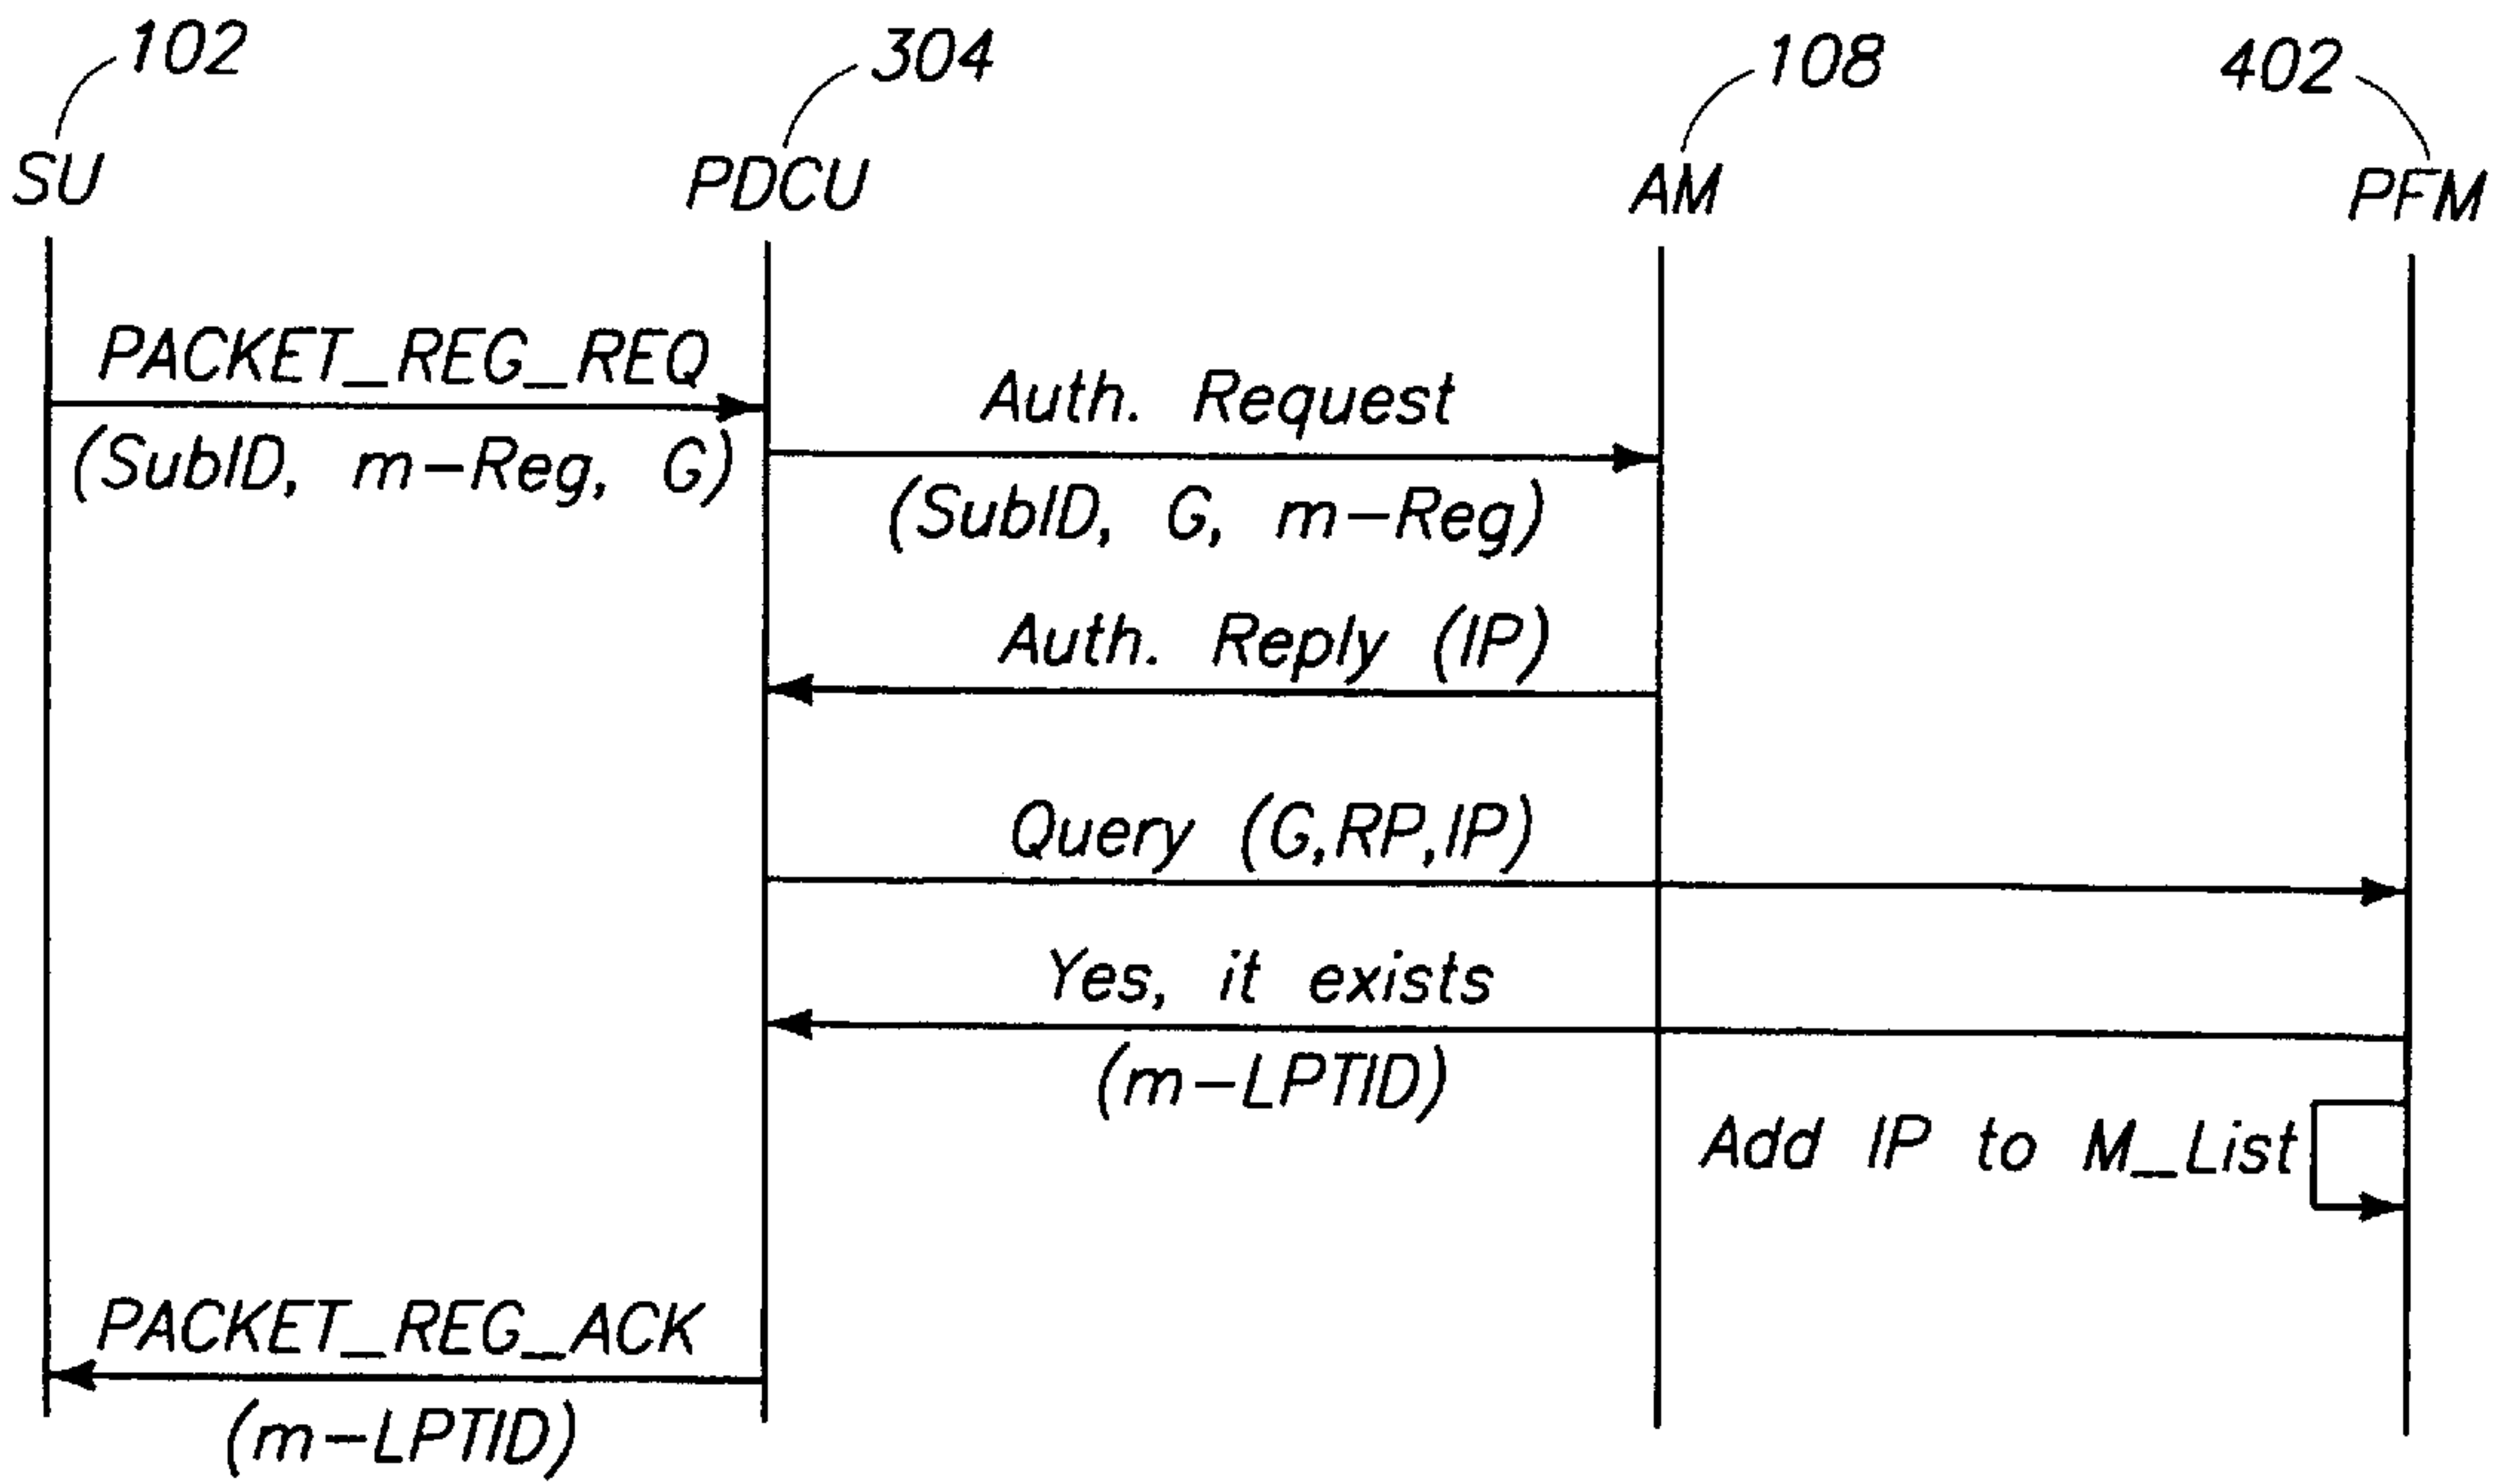 102
304
108
402
SU
PDCU
AM
PFM
PACKET_REG_REQ
(SubID, m-Reg, G)
Auth. Request
(SubID, G, m-Reg)
Auth. Reply (IP)
Query (G,RP,IP)
Yes, it exists
(m-LPTID)
Add IP to M_List
PACKET_REG_ACK
(m-LPTID)